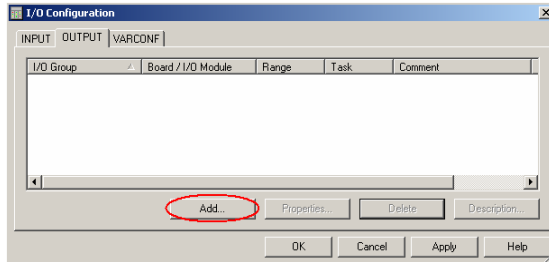 I/O Configuration
INPUT OUTPUT VARCONF
I/O Group Board / I/O Module Range Task Comment
Add... Properties... Delete Description...
OK Cancel Apply Help